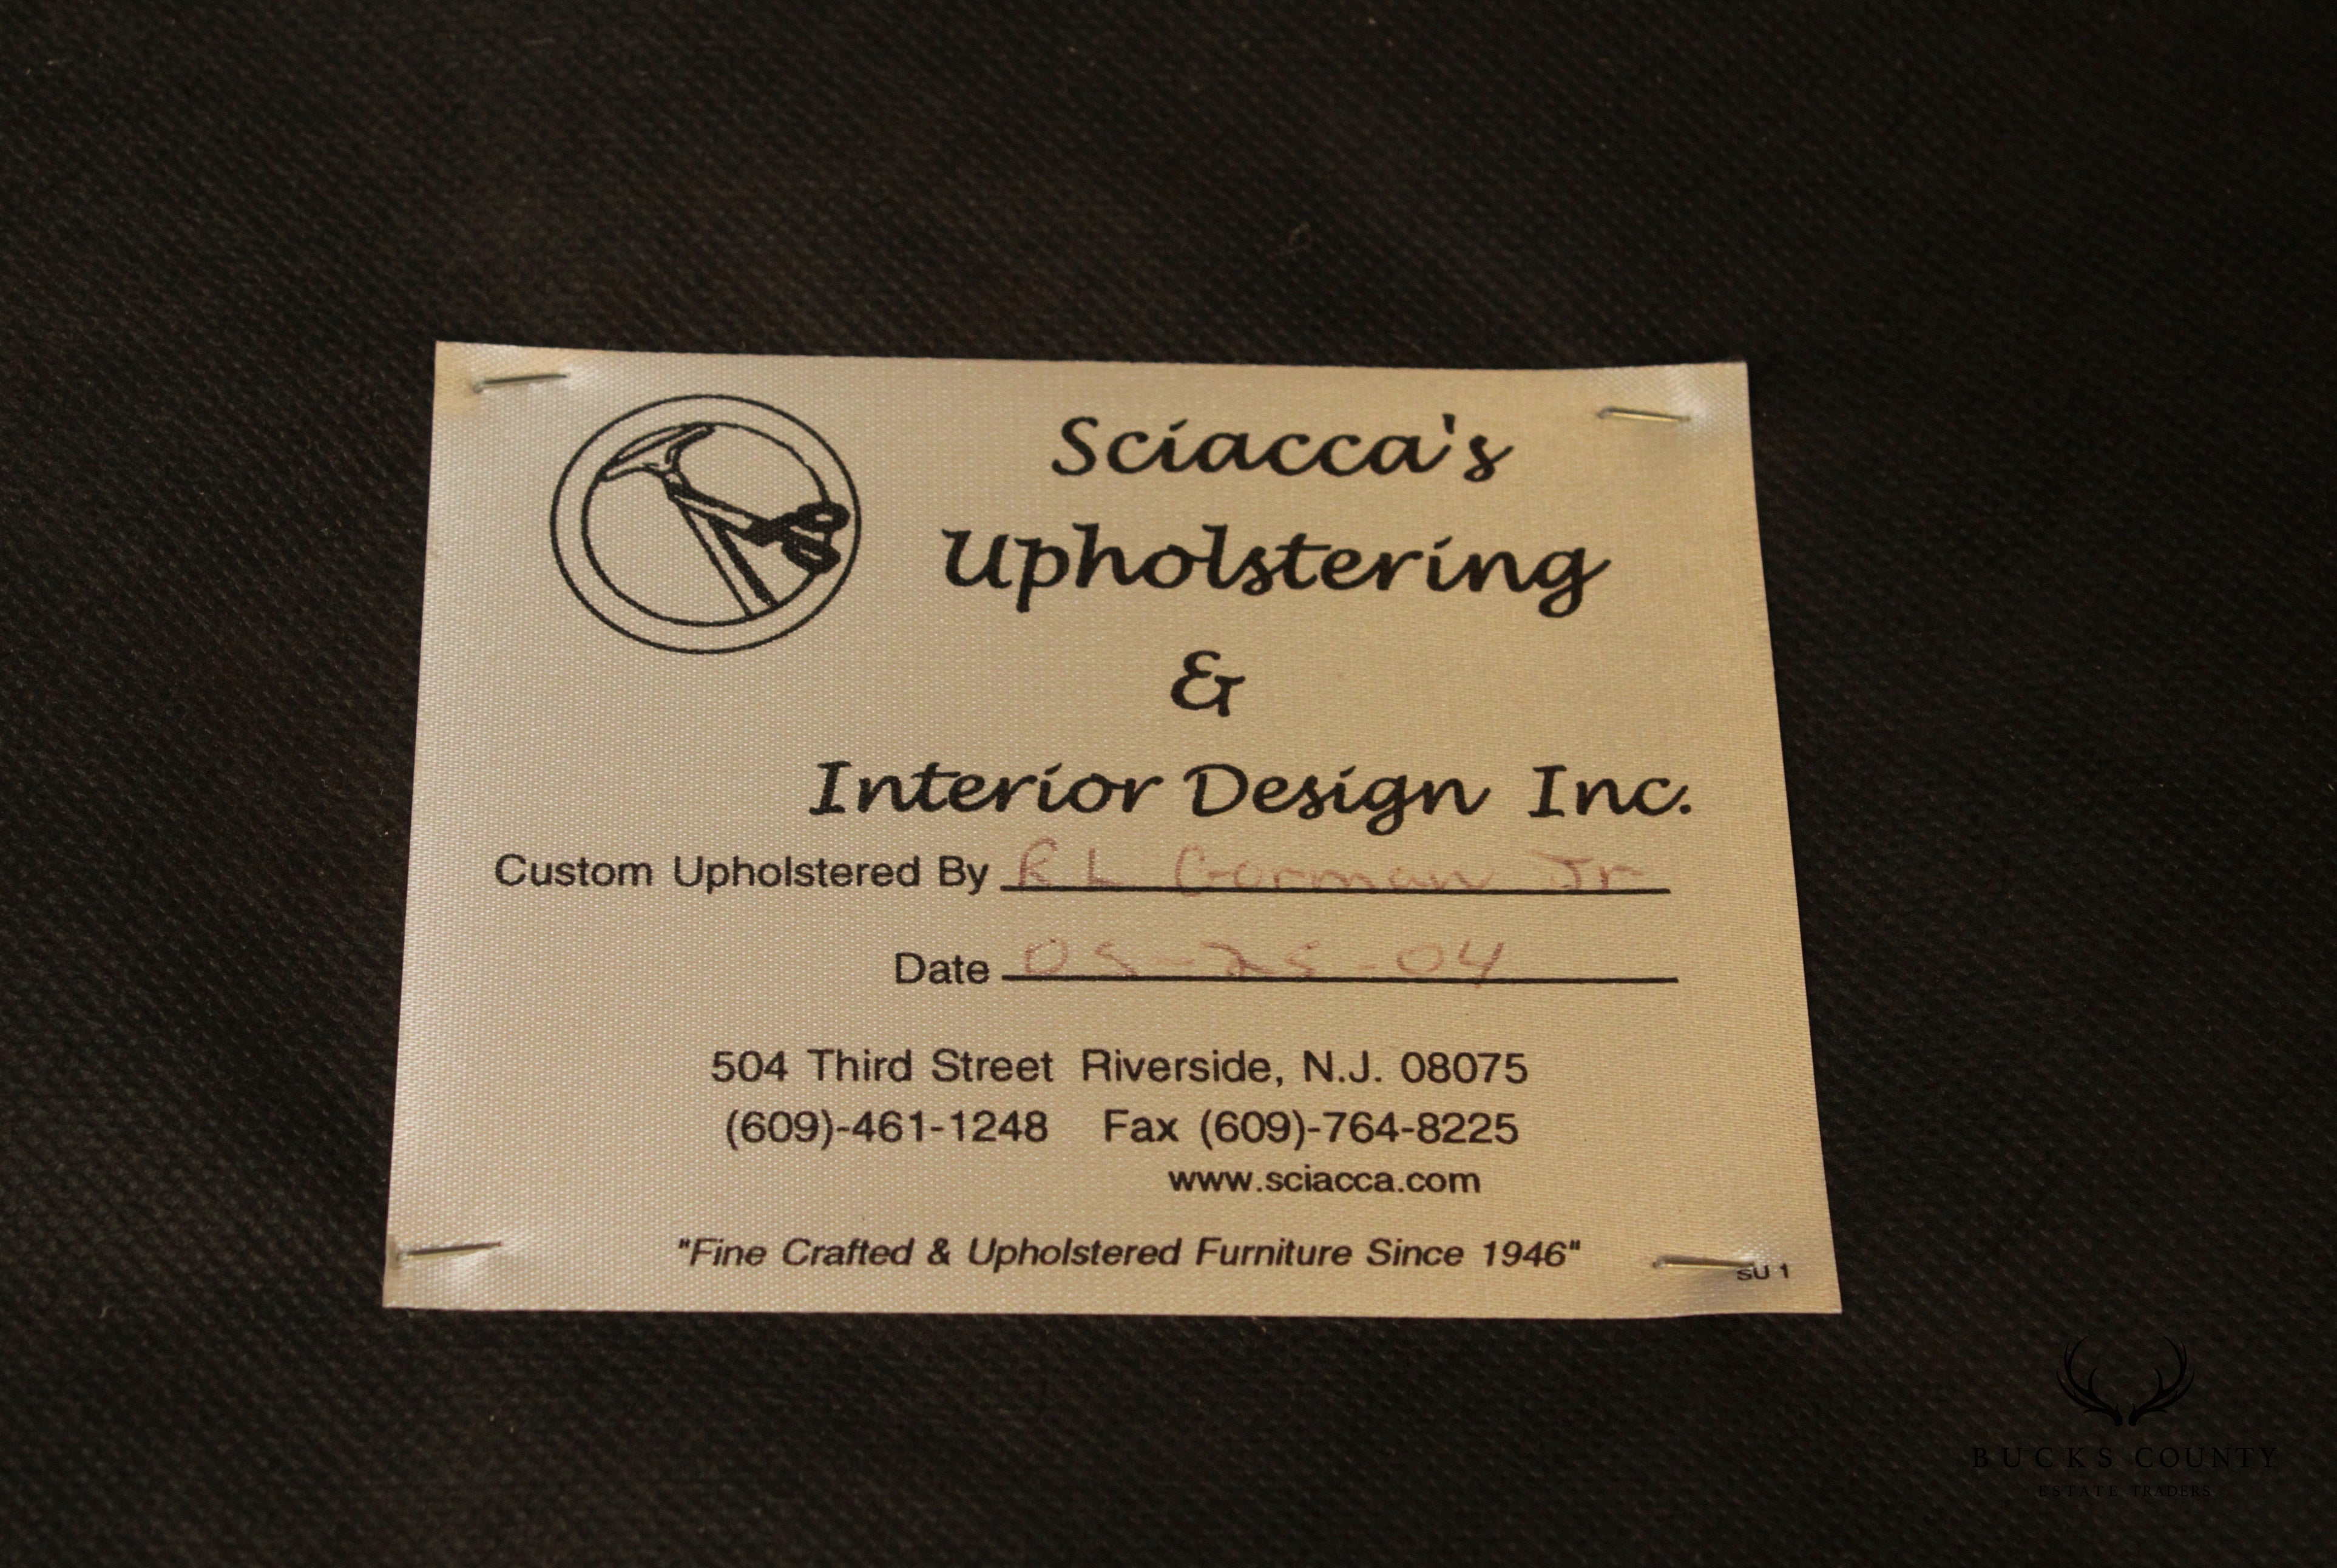 Sciacca's
Upholstering
&
Interior Design Inc.
Custom Upholstered By R L Gorman Jr
Date 05-25-04
504 Third Street Riverside, N.J. 08075
(609)-461-1248 Fax (609)-764-8225
www.sciacca.com
"Fine Crafted & Upholstered Furniture Since 1946"
SU 1
BUCKS COUNTY
ESTATE TRADERS